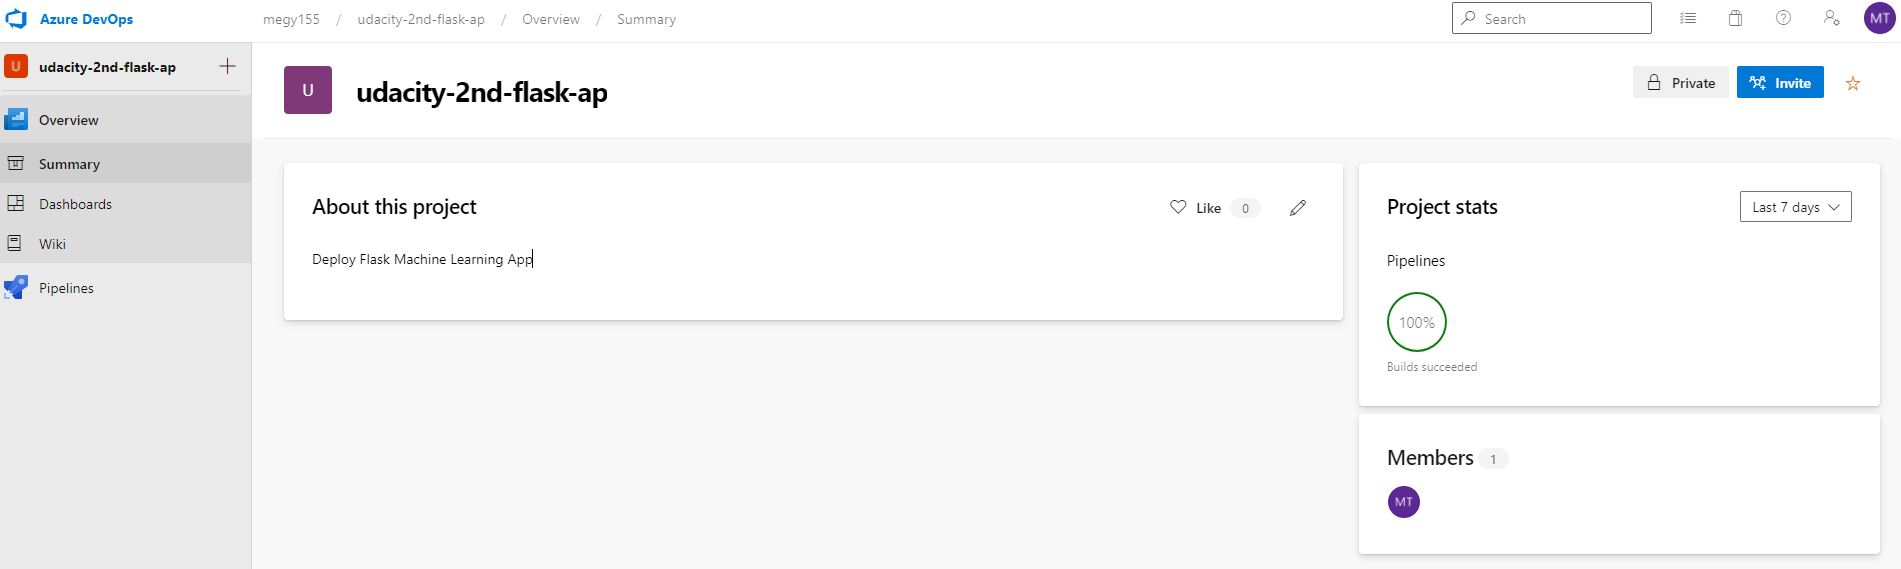 Azure DevOps
megy155 / udacity-2nd-flask-ap / Overview / Summary
Search
MT
U
udacity-2nd-flask-ap
Overview
Summary
Dashboards
Wiki
Pipelines
U
udacity-2nd-flask-ap
Private
Invite
About this project
Like 0
Deploy Flask Machine Learning App
Project stats
Last 7 days
Pipelines
100%
Builds succeeded
Members 1
MT